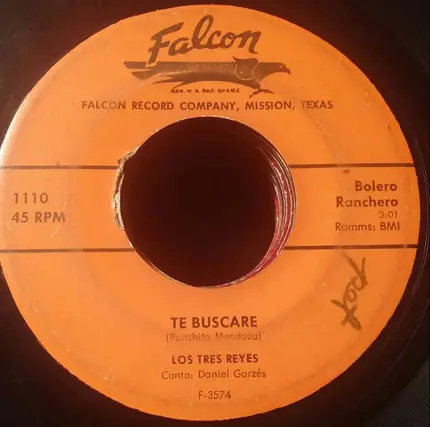 Falcon
REG. U.S. PAT. OFFICE
FALCON RECORD COMPANY, MISSION, TEXAS
1110
45 RPM
Bolero
Ranchero
3:01
Ramms: BMI
TE BUSCARE
(Panchito Mendoza)
LOS TRES REYES
Canta: Daniel Garzés
F-3574